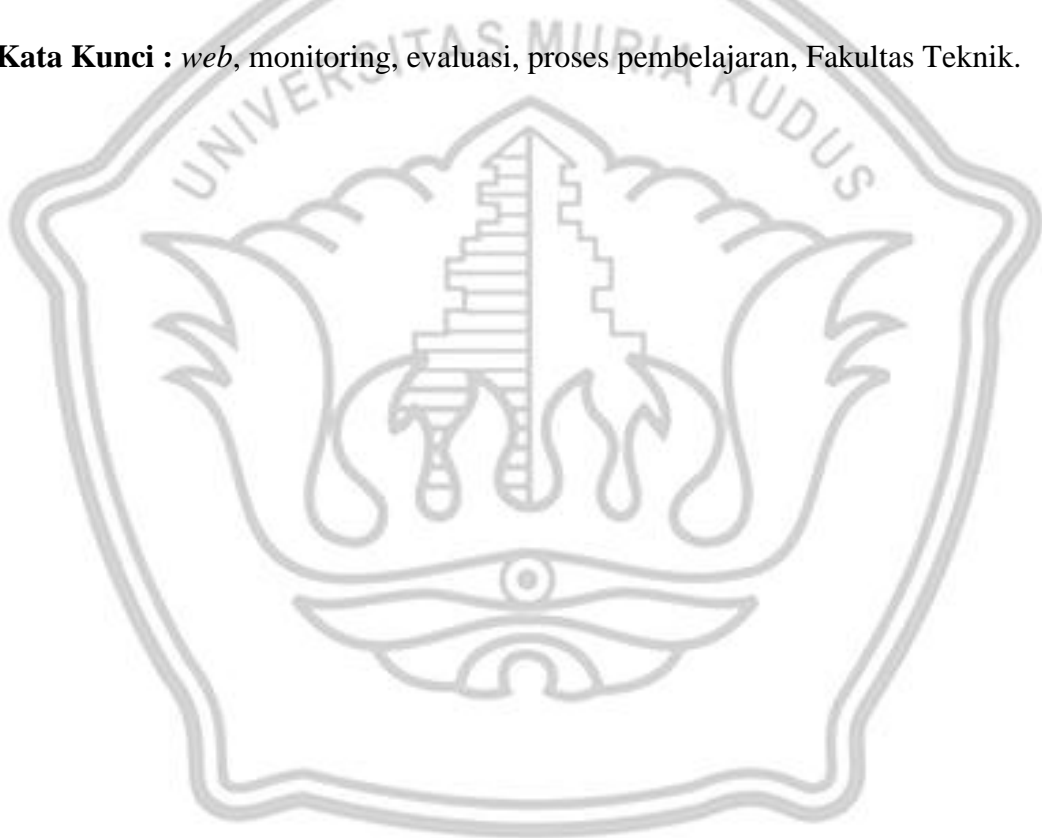 Kata Kunci : web, monitoring, evaluasi, proses pembelajaran, Fakultas Teknik.
UNIVERSITAS MURIA KUDUS